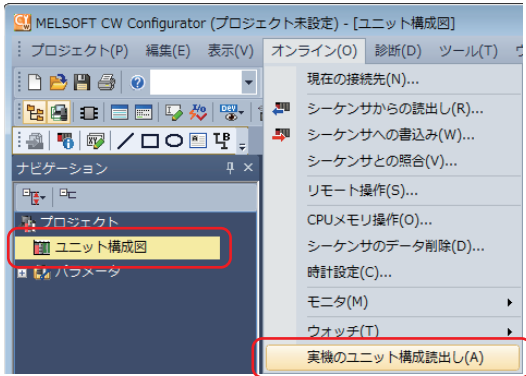 MELSOFT CW Configurator (プロジェクト未設定) - [ユニット構成図]
プロジェクト(P) 編集(E) 表示(V) オンライン(O) 診断(D) ツール(T)
現在の接続先(N)...
シーケンサからの読出し(R)...
シーケンサへの書込み(W)...
シーケンサとの照合(V)...
リモート操作(S)...
CPUメモリ操作(O)...
シーケンサのデータ削除(D)...
時計設定(C)...
モニタ(M)
ウォッチ(T)
実機のユニット構成読出し(A)
ナビゲーション
プロジェクト
ユニット構成図
パラメータ